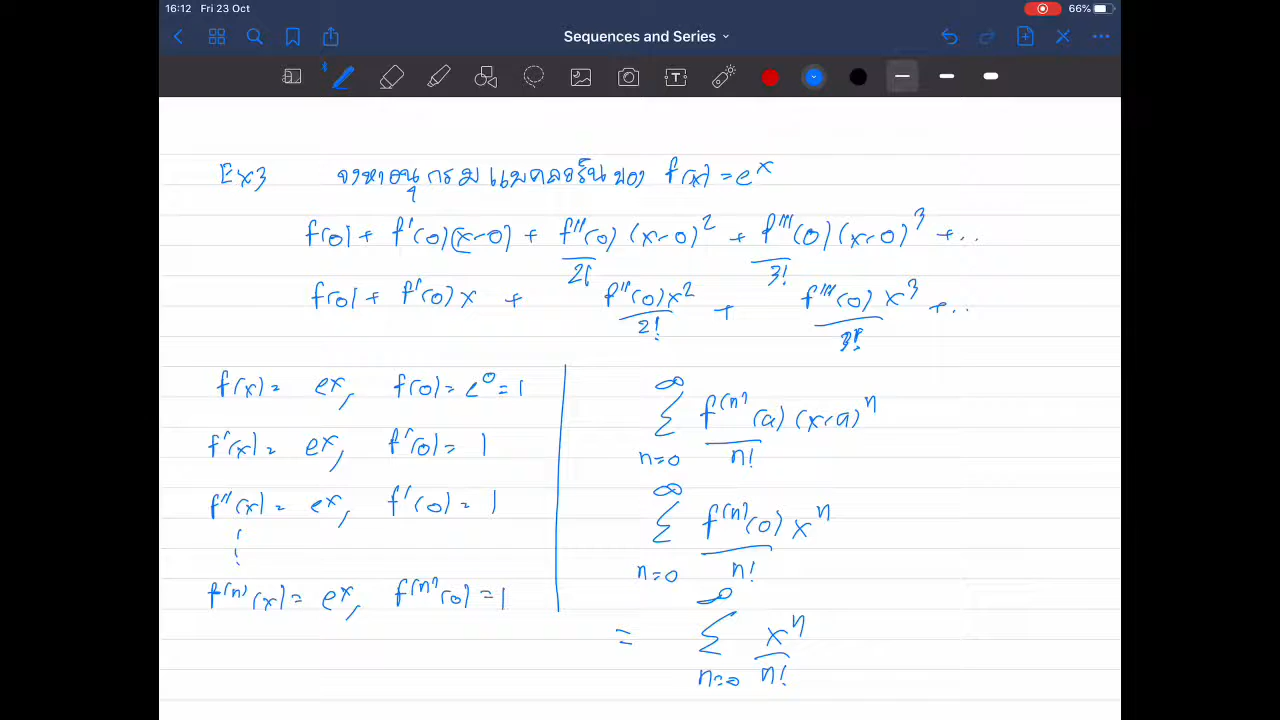 16:12 Fri 23 Oct 66%
Sequences and Series
T
Ex3 จงหาอนุกรมแมคลอรีนของ f(x) = e^x
f(0) + f'(0)(x-0) + f''(0)/2! (x-0)^2 + f'''(0)/3! (x-0)^3 + ...
f(0) + f'(0)x + f''(0)x^2/2! + f'''(0)x^3/3! + ...
f(x) = e^x, f(0) = e^0 = 1
f'(x) = e^x, f'(0) = 1
f''(x) = e^x, f'(0) = 1
⋮
f^(n)(x) = e^x, f^(n)(0) = 1
∞ Σ n=0 f^(n)(a)/n! (x-a)^n
∞ Σ n=0 f^(n)(0)/n! x^n
= ∞ Σ n=0 x^n/n!